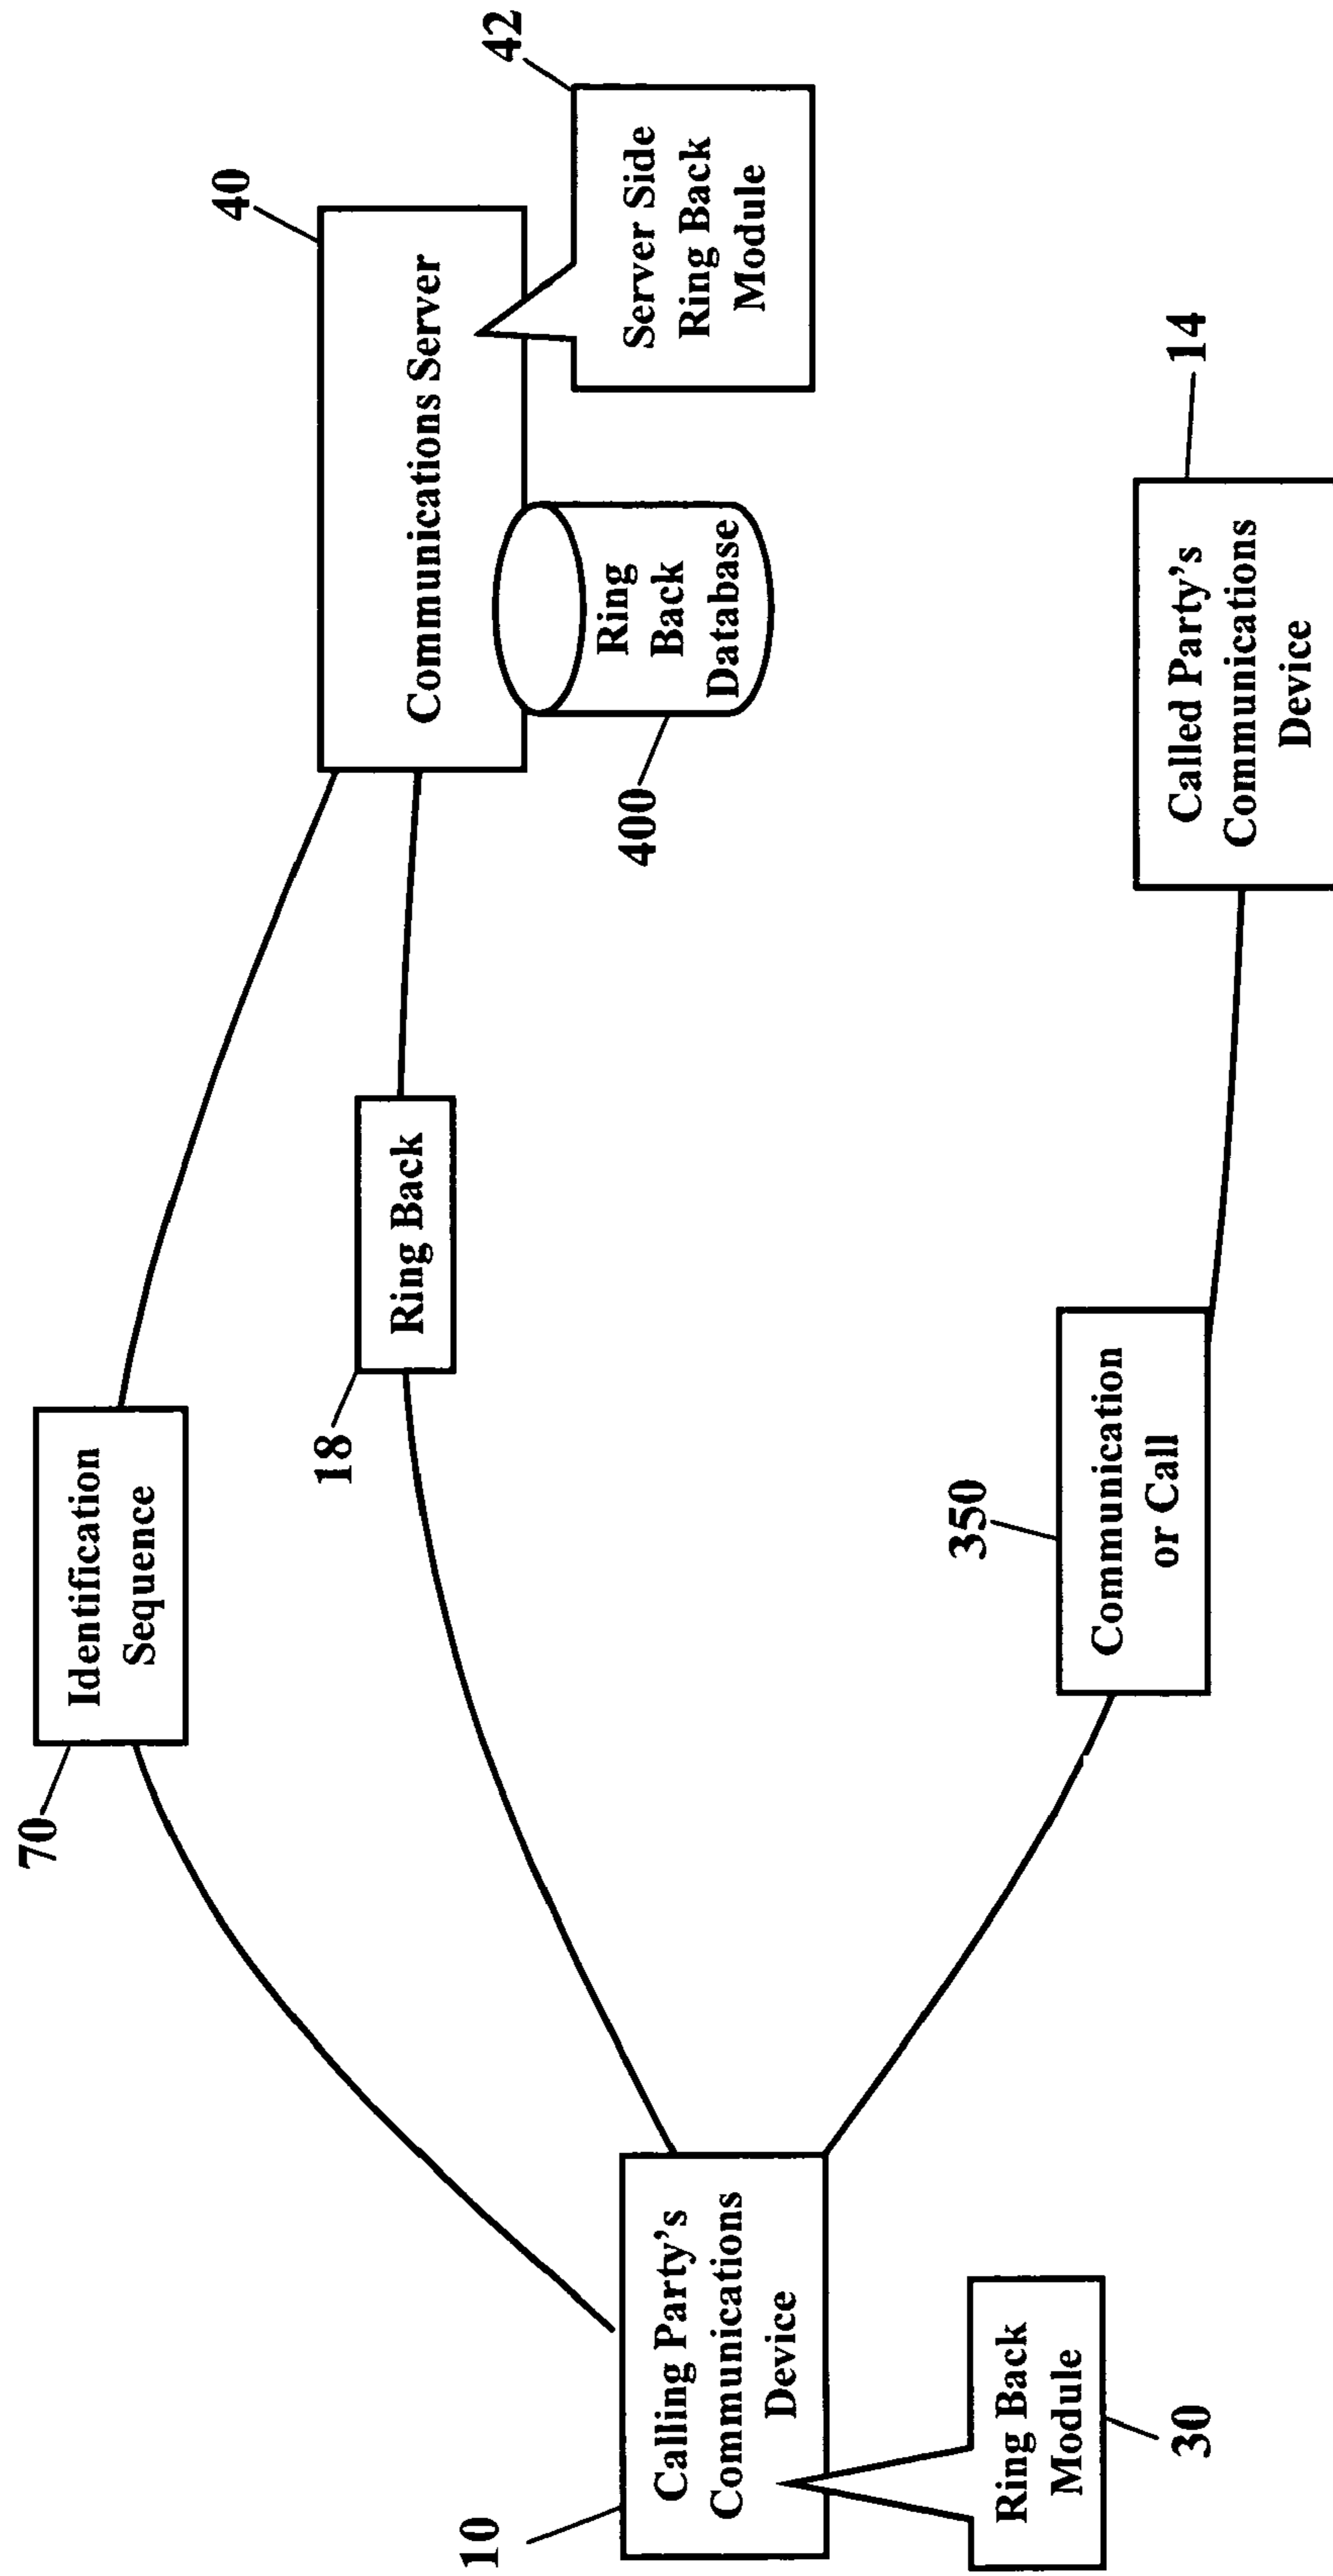 70
Identification
Sequence
18
Ring Back
40
Communications Server
42
Server Side
Ring Back
Module
400
Ring
Back
Database
10
Calling Party's
Communications
Device
30
Ring Back
Module
350
Communication
or Call
14
Called Party's
Communications
Device